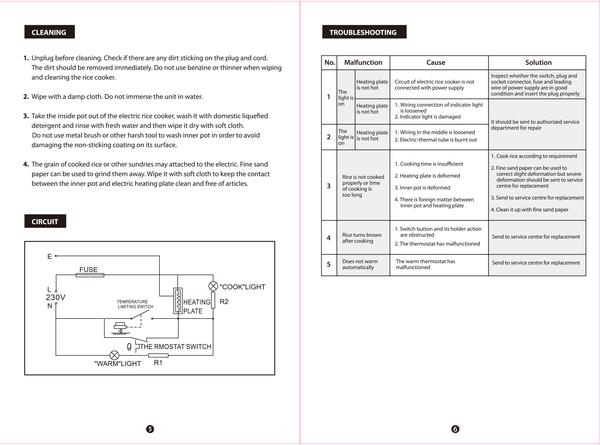 CLEANING
1. Unplug before cleaning. Check if there are any dirt sticking on the plug and cord.
The dirt should be removed immediately. Do not use benzine or thinner when wiping
and cleaning the rice cooker.
2. Wipe with a damp cloth. Do not immerse the unit in water.
3. Take the inside pot out of the electric rice cooker, wash it with domestic liquefied
detergent and rinse with fresh water and then wipe it dry with soft cloth.
Do not use metal brush or other harsh tool to wash inner pot in order to avoid
damaging the non-sticking coating on its surface.
4. The grain of cooked rice or other sundries may attached to the electric. Fine sand
paper can be used to grind them away. Wipe it with soft cloth to keep the contact
between the inner pot and electric heating plate clean and free of articles.
CIRCUIT
E
FUSE
L
230V
N
TEMPERATURE
LIMITING SWITCH
HEATING
PLATE
"COOK"LIGHT
R2
THE RMOSTAT SWITCH
"WARM"LIGHT
R1
5
TROUBLESHOOTING
No. Malfunction Cause Solution
1
The
light is
on
Heating plate
is not hot
Circuit of electric rice cooker is not
connected with power supply
Inspect whether the switch, plug and
socket connector, fuse and leading
wire of power supply are in good
condition and insert the plug properly
Heating plate
is not hot
1. Wiring connection of indicator light
is loosened
2. Indicator light is damaged
It should be sent to authorized service
department for repair
2
The
light is
on
Heating plate
is not hot
1. Wiring in the middle is loosened
2. Electric-thermal tube is burnt out
3
Rice is not cooked
properly or time
of cooking is
too long
1. Cooking time is insufficient
2. Heating plate is deformed
3. Inner pot is deformed
4. There is foreign matter between
inner pot and heating plate
1. Cook rice according to requirement
2. Fine sand paper can be used to
correct slight deformation but severe
deformation should be sent to service
centre for replacement
3. Send to service centre for replacement
4. Clean it up with fine sand paper
4
Rice turns brown
after cooking
1. Switch button and its holder action
are obstructed
2. The thermostat has malfunctioned
Send to service centre for replacement
5
Does not warm
automatically
The warm thermostat has
malfunctioned
Send to service centre for replacement
6